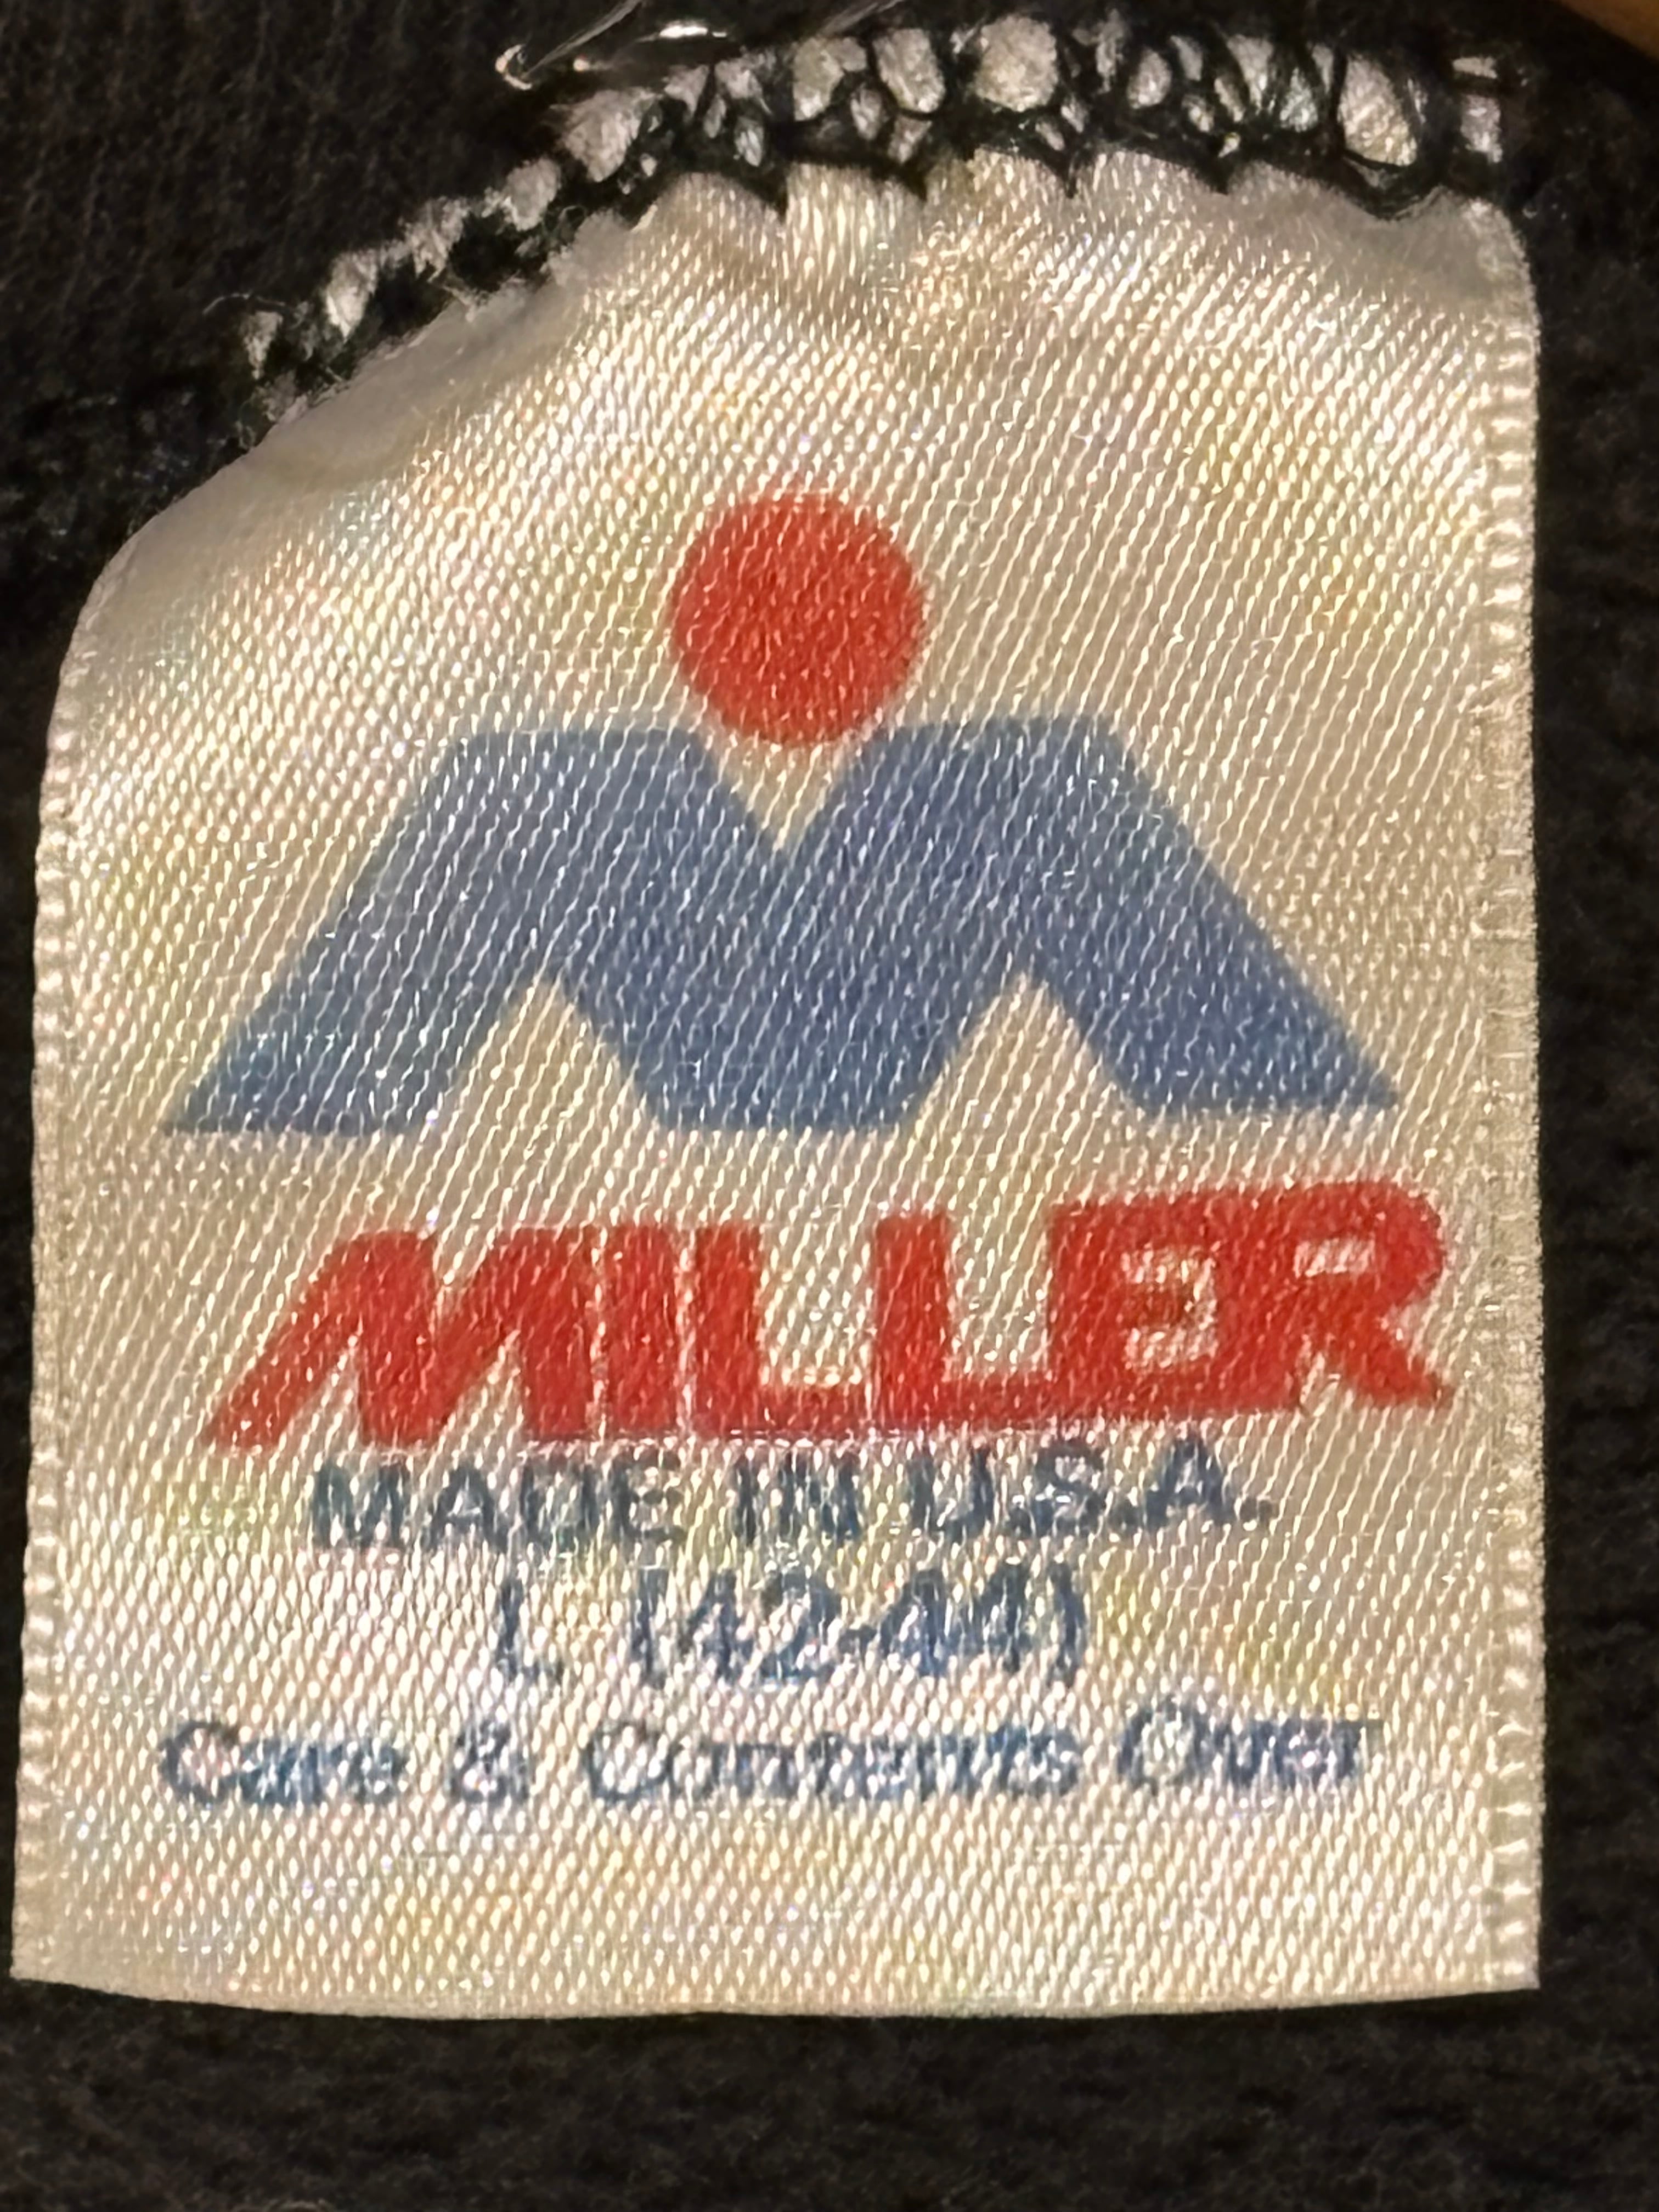 MILLER
MADE IN U.S.A.
L (42-44)
Care & Contents Over